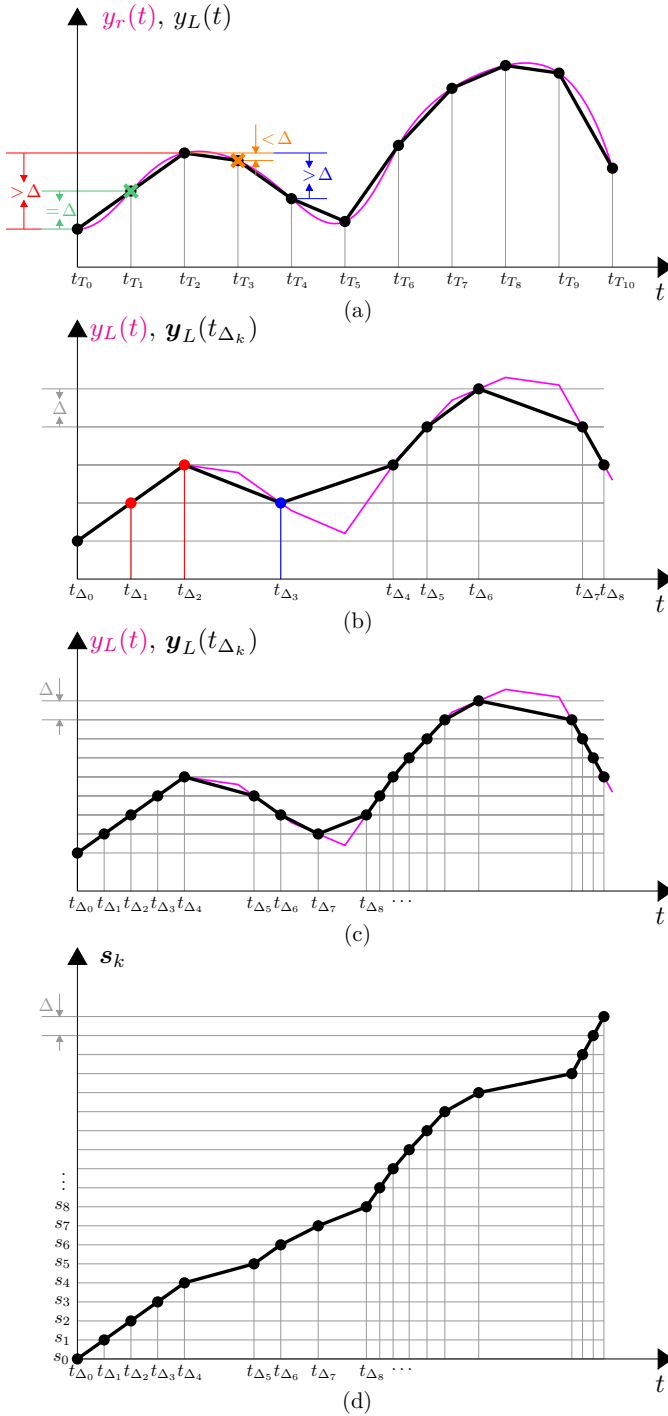 y_r(t), y_L(t)
< Δ
> Δ
= Δ
> Δ
t_{T_0} t_{T_1} t_{T_2} t_{T_3} t_{T_4} t_{T_5} t_{T_6} t_{T_7} t_{T_8} t_{T_9} t_{T_{10}}
t
(a)
y_L(t), y_L(t_{Δ_k})
Δ
t_{Δ_0} t_{Δ_1} t_{Δ_2} t_{Δ_3} t_{Δ_4} t_{Δ_5} t_{Δ_6} t_{Δ_7} t_{Δ_8}
t
(b)
y_L(t), y_L(t_{Δ_k})
Δ
t_{Δ_0} t_{Δ_1} t_{Δ_2} t_{Δ_3} t_{Δ_4} t_{Δ_5} t_{Δ_6} t_{Δ_7} t_{Δ_8} ···
t
(c)
s_k
Δ
⋮
s_8
s_7
s_6
s_5
s_4
s_3
s_2
s_1
s_0
t_{Δ_0} t_{Δ_1} t_{Δ_2} t_{Δ_3} t_{Δ_4} t_{Δ_5} t_{Δ_6} t_{Δ_7} t_{Δ_8} ···
t
(d)